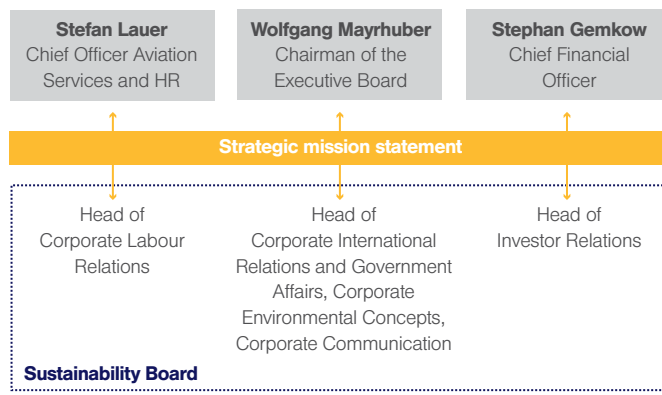 Stefan Lauer
Chief Officer Aviation
Services and HR
Wolfgang Mayrhuber
Chairman of the
Executive Board
Stephan Gemkow
Chief Financial
Officer
Strategic mission statement
Head of
Corporate Labour
Relations
Head of
Corporate International
Relations and Government
Affairs, Corporate
Environmental Concepts,
Corporate Communication
Head of
Investor Relations
Sustainability Board